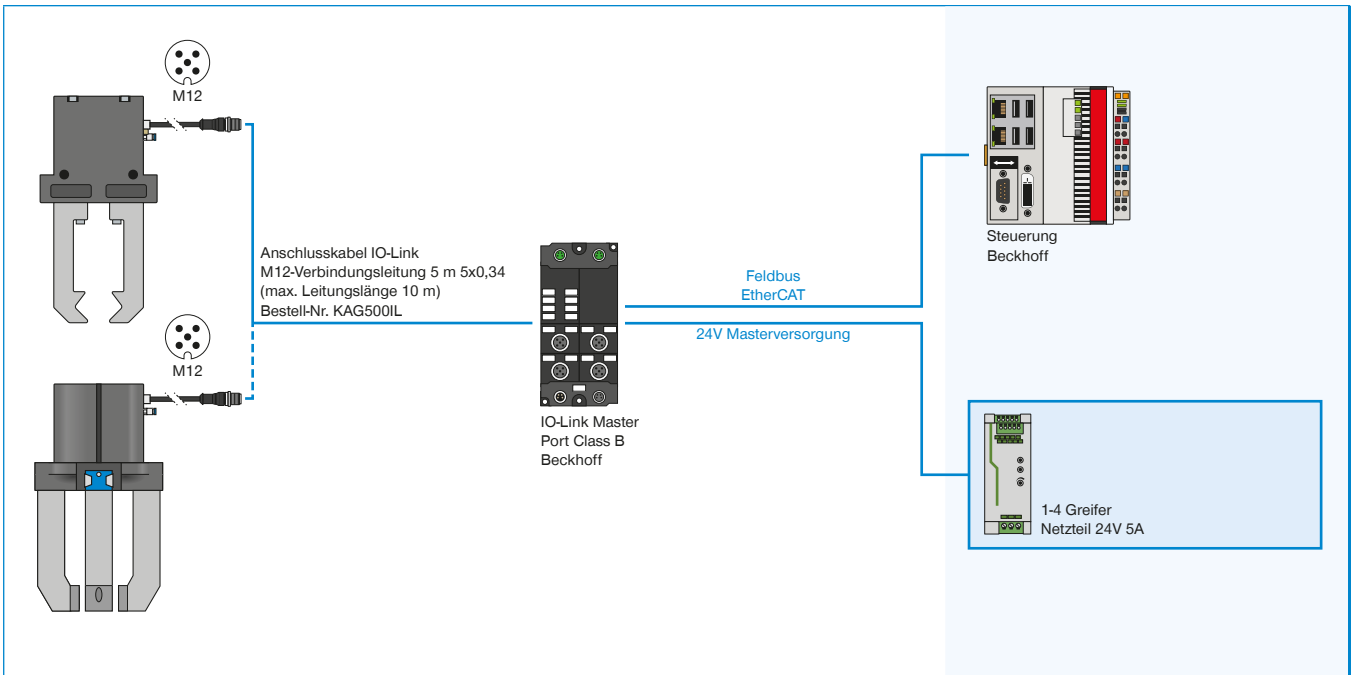 M12
Anschlusskabel IO-Link
M12-Verbindungsleitung 5 m 5x0,34
(max. Leitungslänge 10 m)
Bestell-Nr. KAG500IL
M12
IO-Link Master
Port Class B
Beckhoff
Feldbus
EtherCAT
24V Masterversorgung
Steuerung
Beckhoff
1-4 Greifer
Netzteil 24V 5A